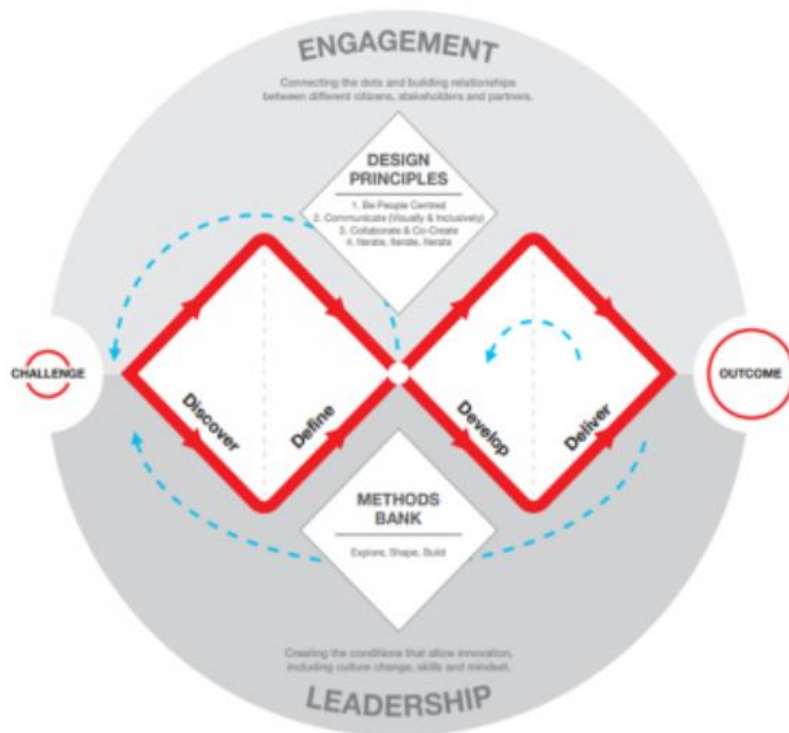 ENGAGEMENT
Connecting the dots and building relationships
between different citizens, stakeholders and partners.
DESIGN
PRINCIPLES
1. Be People Centred
2. Communicate (Visually & Inclusively)
3. Collaborate & Co-Create
4. Iterate, Iterate, Iterate
CHALLENGE
OUTCOME
Discover
Define
Develop
Deliver
METHODS
BANK
Explore, Shape, Build
Creating the conditions that allow innovation,
including culture change, skills and mindset.
LEADERSHIP